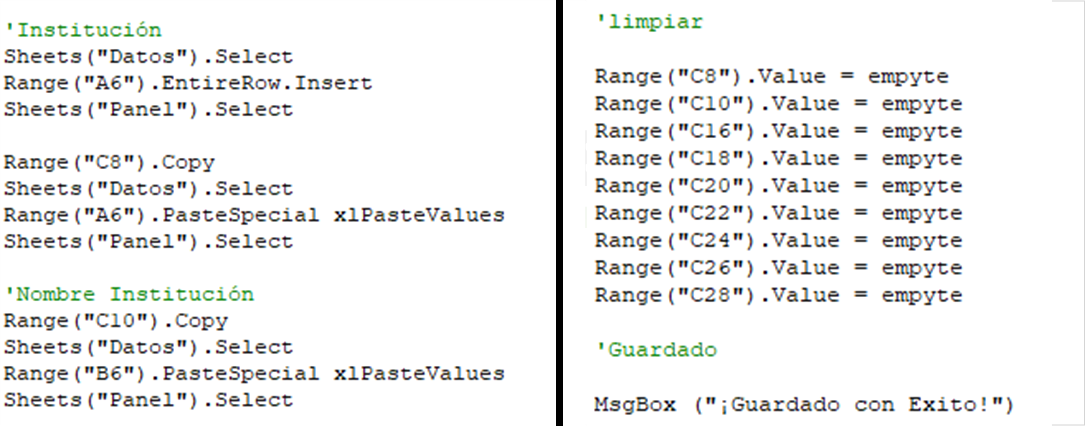 'Institución
Sheets("Datos").Select
Range("A6").EntireRow.Insert
Sheets("Panel").Select
Range("C8").Copy
Sheets("Datos").Select
Range("A6").PasteSpecial xlPasteValues
Sheets("Panel").Select
'Nombre Institución
Range("C10").Copy
Sheets("Datos").Select
Range("B6").PasteSpecial xlPasteValues
Sheets("Panel").Select
'limpiar
Range("C8").Value = empyte
Range("C10").Value = empyte
Range("C16").Value = empyte
Range("C18").Value = empyte
Range("C20").Value = empyte
Range("C22").Value = empyte
Range("C24").Value = empyte
Range("C26").Value = empyte
Range("C28").Value = empyte
'Guardado
MsgBox ("¡Guardado con Exito!")